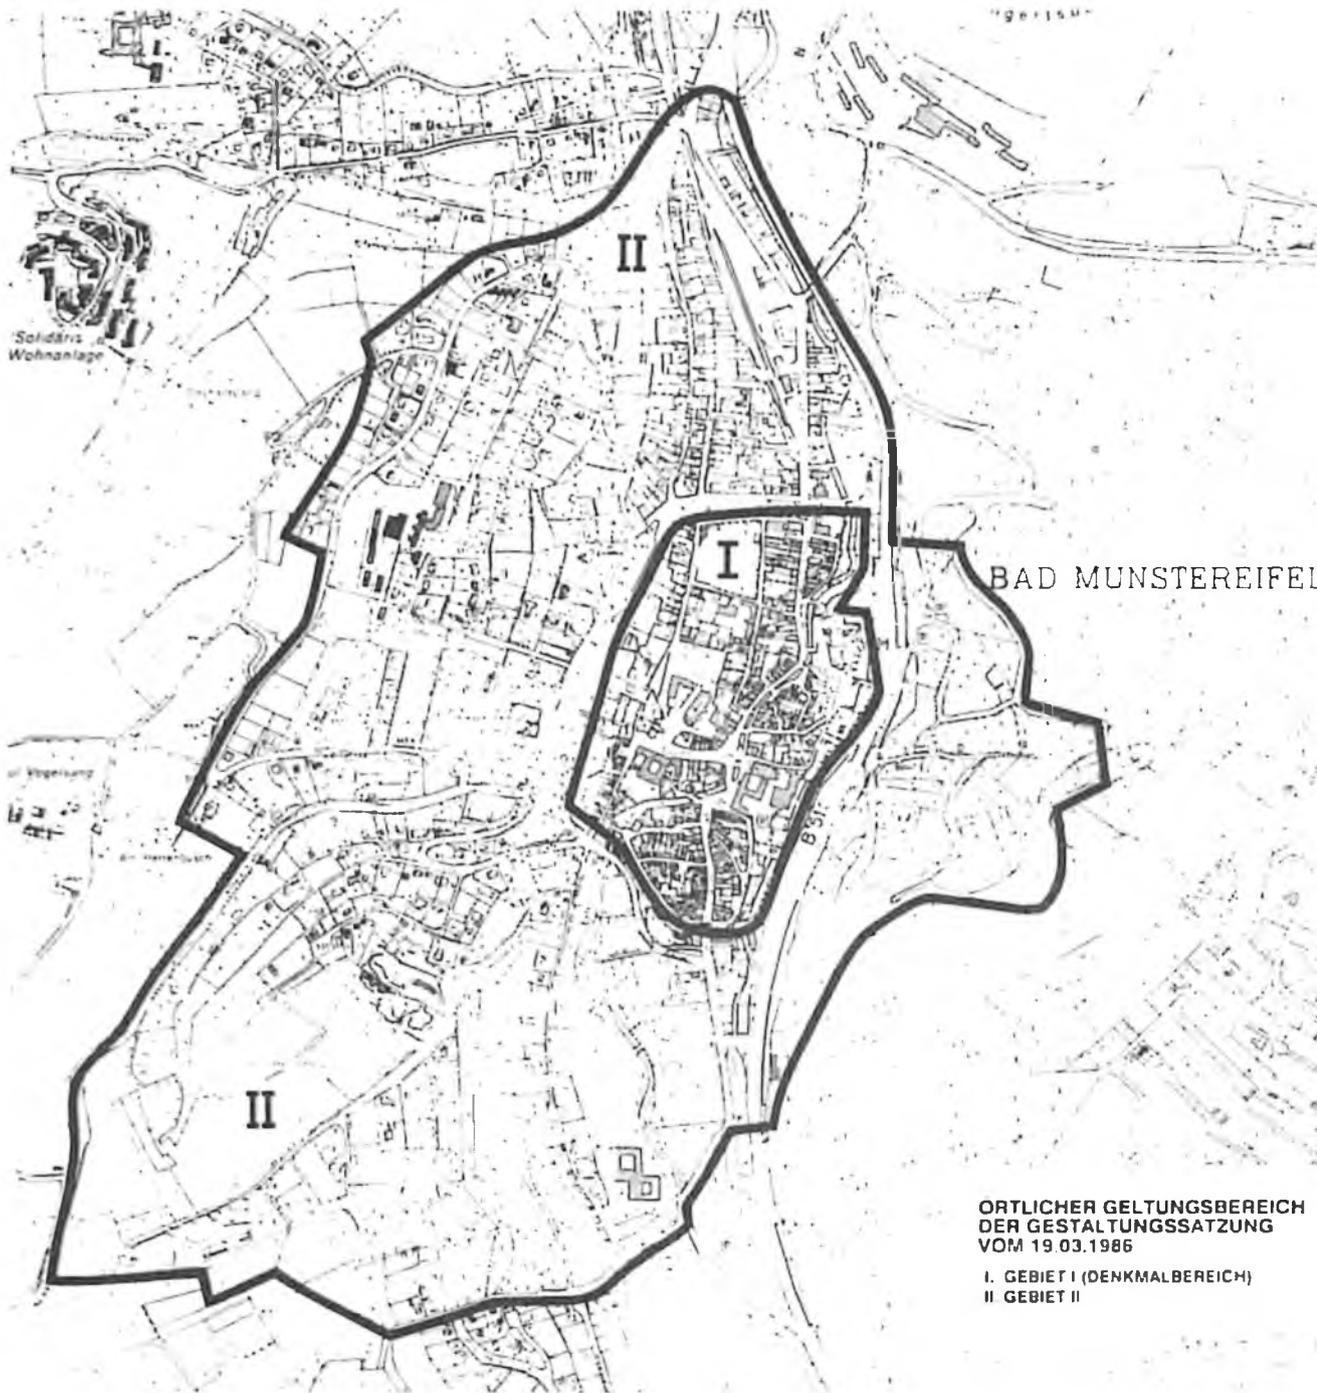 II
"Solidaris"
Wohnanlage
I
BAD MUNSTEREIFEL
Vogelsang
B 51
II
ORTLICHER GELTUNGSBEREICH
DER GESTALTUNGSSATZUNG
VOM 19.03.1986
I. GEBIET I (DENKMALBEREICH)
II GEBIET II